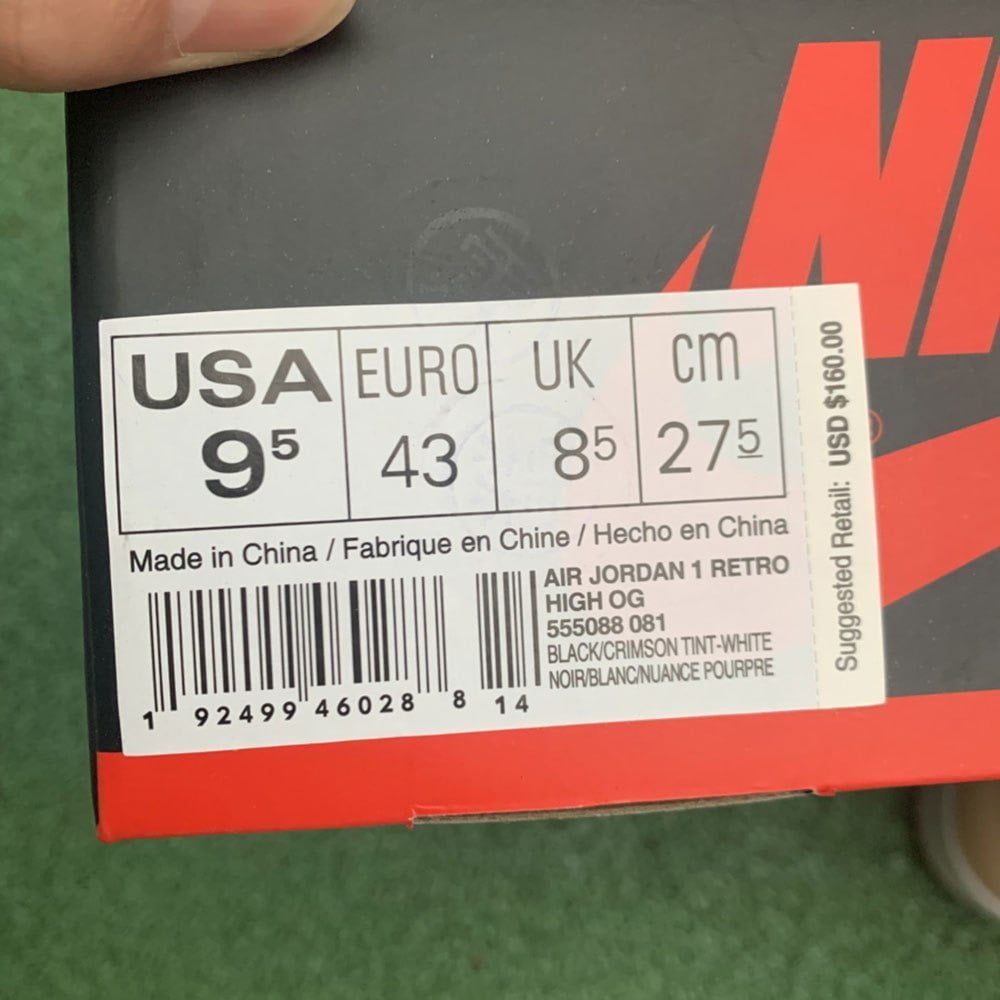 NI
USA EURO UK cm
9⁵ 43 8⁵ 27⁵
Made in China / Fabrique en Chine / Hecho en China
AIR JORDAN 1 RETRO
HIGH OG
555088 081
BLACK/CRIMSON TINT-WHITE
NOIR/BLANC/NUANCE POURPRE
1 92499 46028 8 14
Suggested Retail: USD $160.00